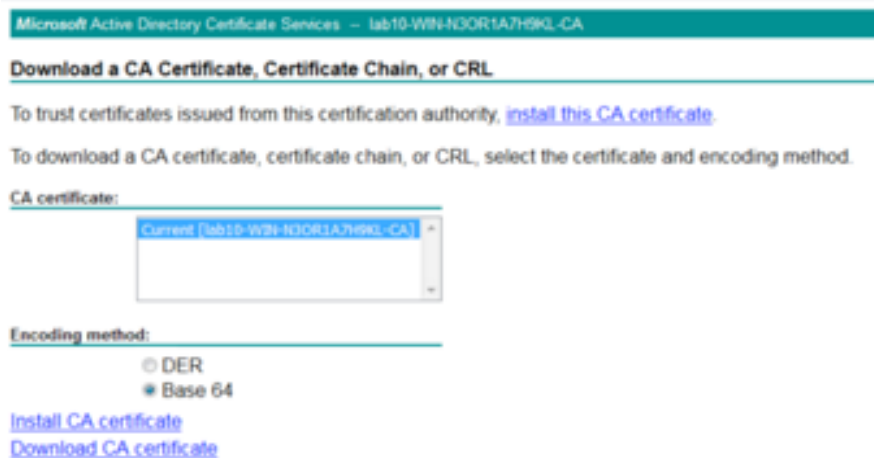 Microsoft Active Directory Certificate Services -- lab10-WIN-N3OR1A7H9KL-CA
Download a CA Certificate, Certificate Chain, or CRL
To trust certificates issued from this certification authority, install this CA certificate.
To download a CA certificate, certificate chain, or CRL, select the certificate and encoding method.
CA certificate:
Current [lab10-WIN-N3OR1A7H9KL-CA]
Encoding method:
DER
Base 64
Install CA certificate
Download CA certificate